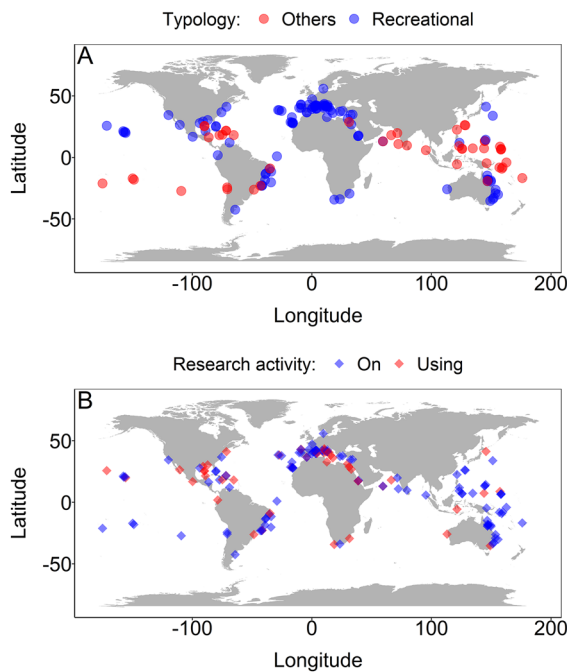 Typology: Others Recreational
A
50
0
-50
Latitude
-100 0 100 200
Longitude
Research activity: On Using
B
50
0
-50
Latitude
-100 0 100 200
Longitude